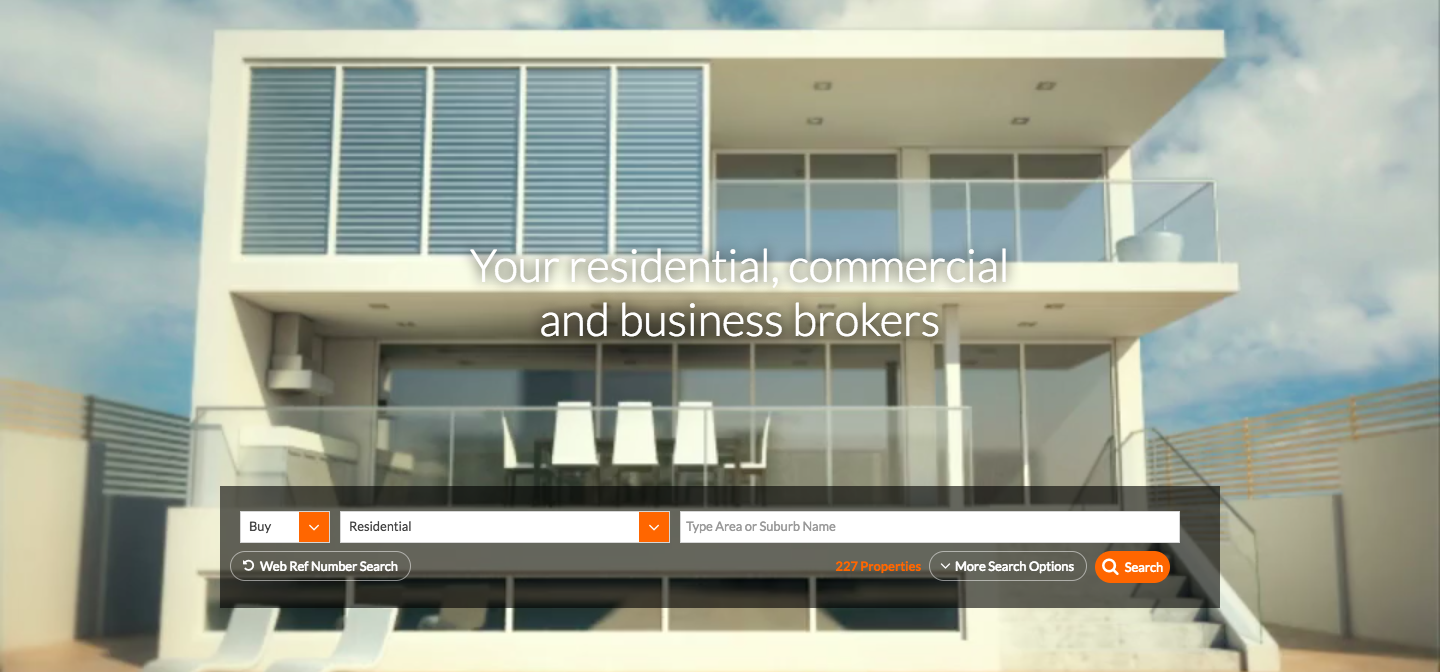 Your residential, commercial
and business brokers
Buy
Residential
Type Area or Suburb Name
Web Ref Number Search
227 Properties
More Search Options
Search